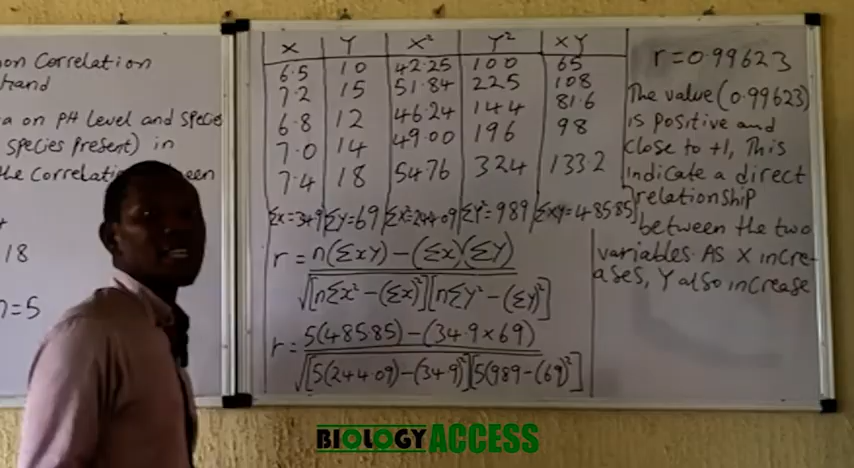 on Correlation
hand
a on PH Level and species
species present) in
he Correlation between
18
n=5
X Y X² Y² XY
6.5 10 42.25 100 65
7.2 15 51.84 225 108
6.8 12 46.24 144 81.6
7.0 14 49.00 196 98
7.4 18 54.76 324 133.2
Σx=34.9 Σy=69 Σx²=244.09 Σy²=989 Σxy=485.85
r = n(Σxy) - (Σx)(Σy)
√[nΣx² - (Σx)²][nΣy² - (Σy)²]
r = 5(485.85) - (34.9 × 69)
√[5(244.09) - (34.9)²][5(989 - (69)²]
r = 0.99623
The value (0.99623)
is positive and
close to +1, This
indicate a direct
relationship
between the two
variables. As X incre-
ases, Y also increase
BIOLOGY ACCESS